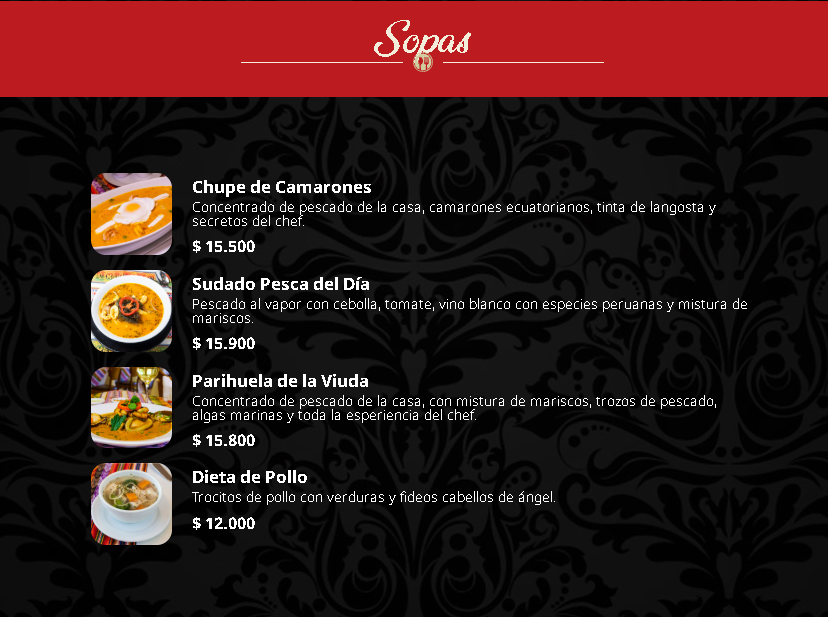 Sopas
Chupe de Camarones
Concentrado de pescado de la casa, camarones ecuatorianos, tinta de langosta y
secretos del chef.
$ 15.500
Sudado Pesca del Día
Pescado al vapor con cebolla, tomate, vino blanco con especies peruanas y mistura de
mariscos.
$ 15.900
Parihuela de la Viuda
Concentrado de pescado de la casa, con mistura de mariscos, trozos de pescado,
algas marinas y toda la esperiencia del chef.
$ 15.800
Dieta de Pollo
Trocitos de pollo con verduras y fideos cabellos de ángel.
$ 12.000